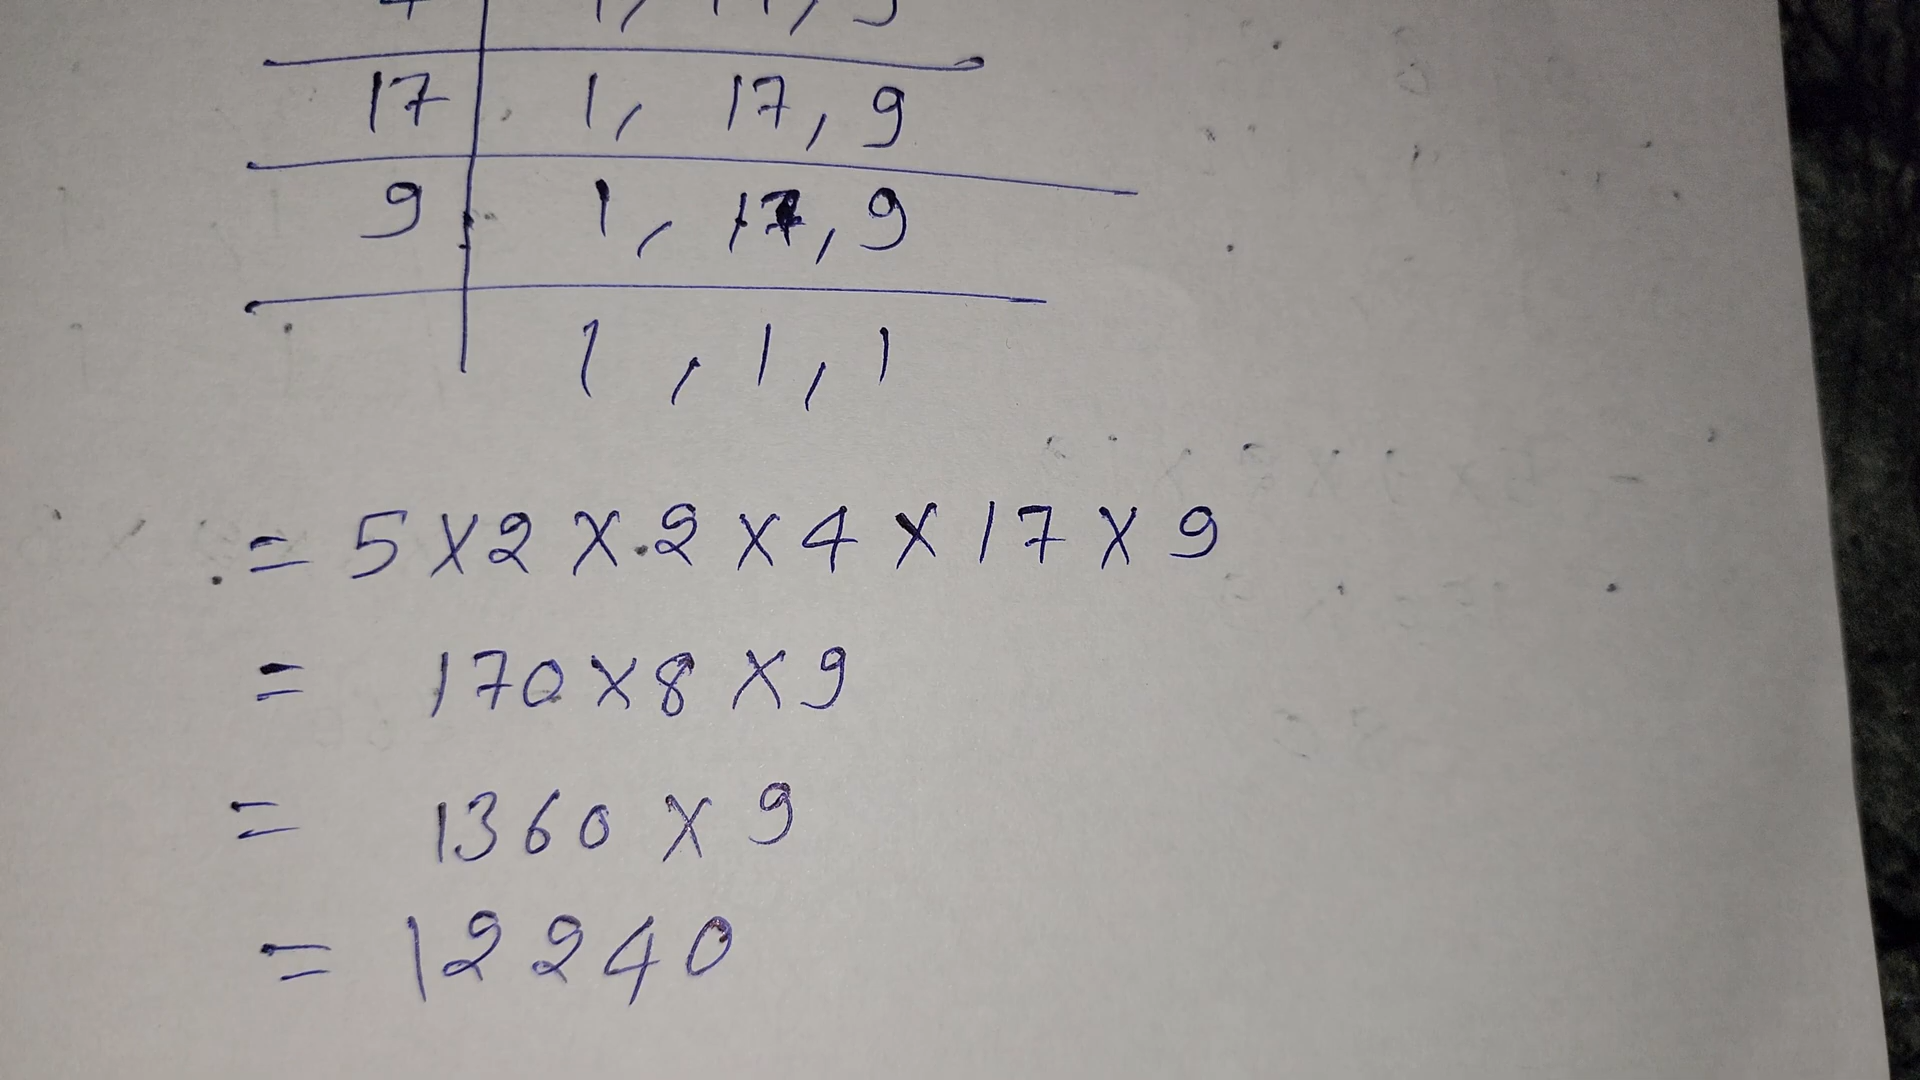 17 1, 17, 9
9 1, 17, 9
1, 1, 1
= 5 X 2 X 2 X 4 X 17 X 9
= 170 X 8 X 9
= 1360 X 9
= 12240